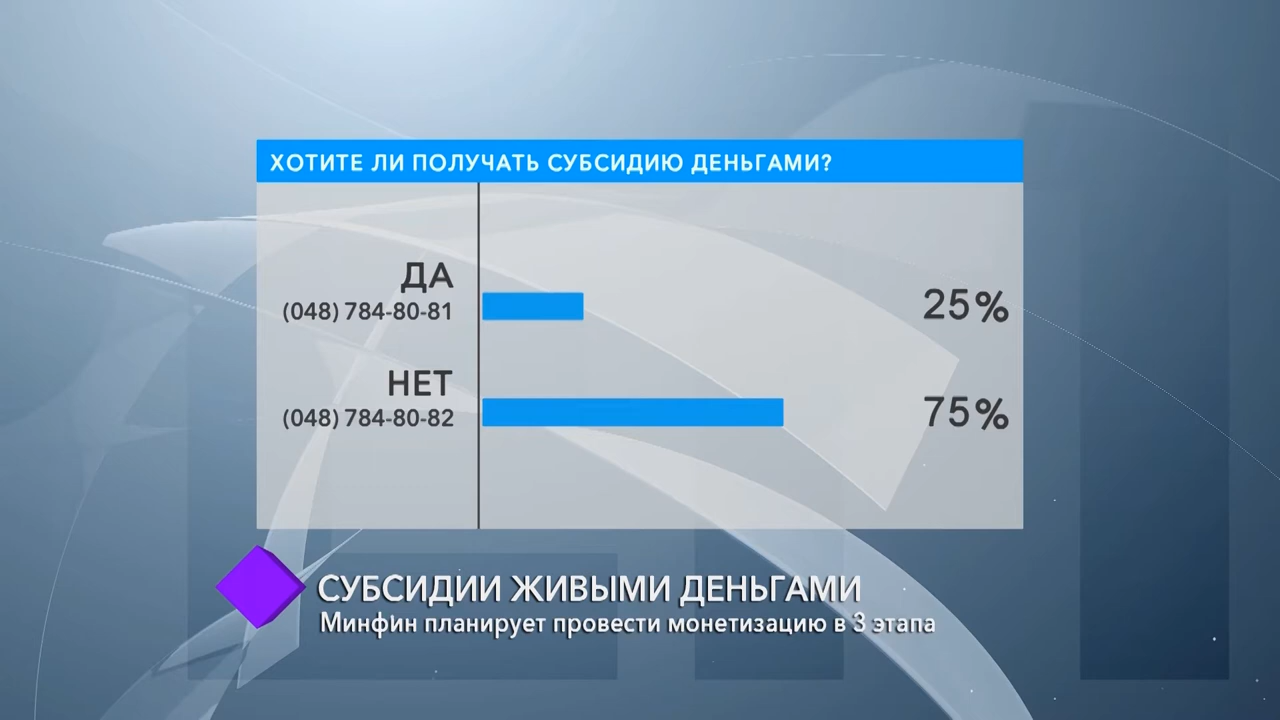 ХОТИТЕ ЛИ ПОЛУЧАТЬ СУБСИДИЮ ДЕНЬГАМИ?
ДА
(048) 784-80-81
25%
НЕТ
(048) 784-80-82
75%
СУБСИДИИ ЖИВЫМИ ДЕНЬГАМИ
Минфин планирует провести монетизацию в 3 этапа